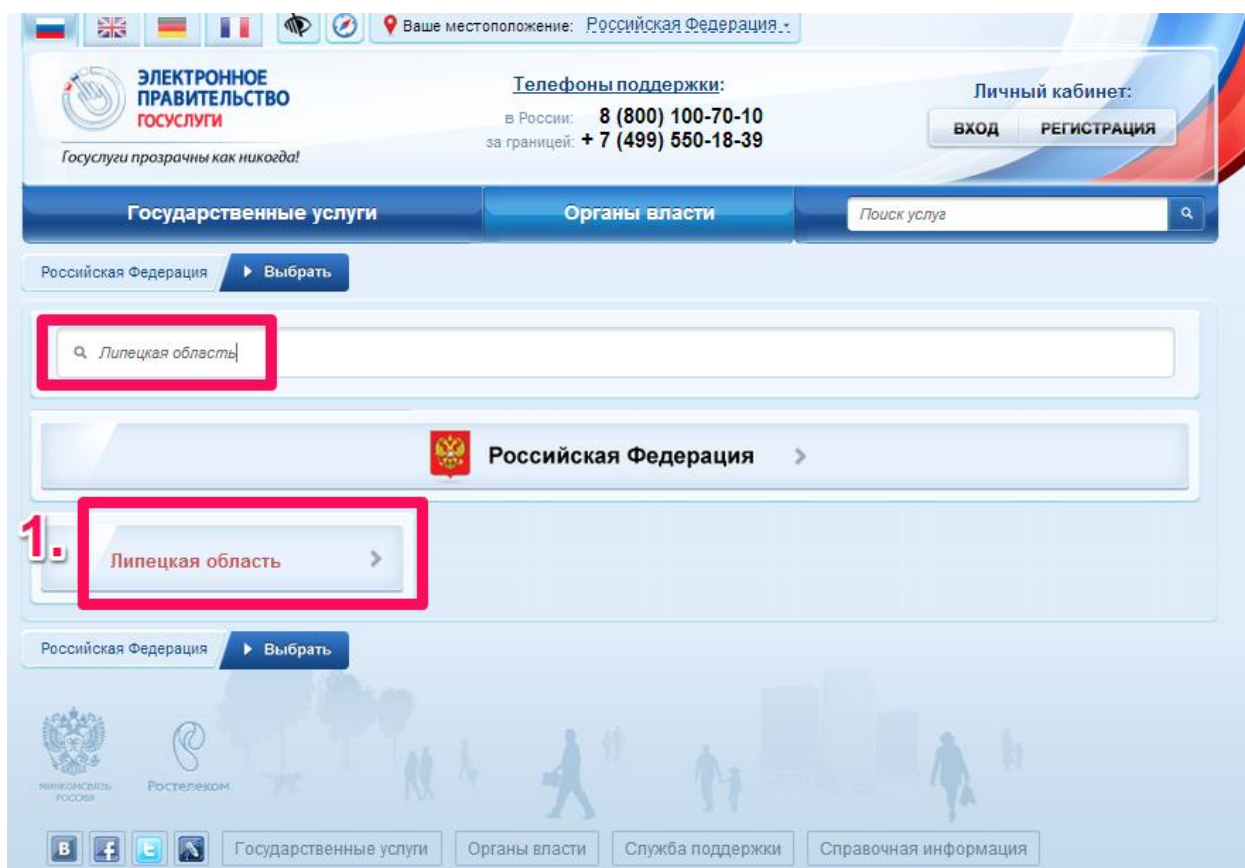 Ваше местоположение: Российская Федерация
ЭЛЕКТРОННОЕ
ПРАВИТЕЛЬСТВО
ГОСУСЛУГИ
Госуслуги прозрачны как никогда!
Телефоны поддержки:
в России: 8 (800) 100-70-10
за границей: + 7 (499) 550-18-39
Личный кабинет:
ВХОД РЕГИСТРАЦИЯ
Государственные услуги Органы власти Поиск услуг
Российская Федерация Выбрать
Липецкая область
Российская Федерация
1.
Липецкая область
Российская Федерация Выбрать
МИНКОМСВЯЗЬ
РОССИИ
Ростелеком
В f t
Государственные услуги Органы власти Служба поддержки Справочная информация